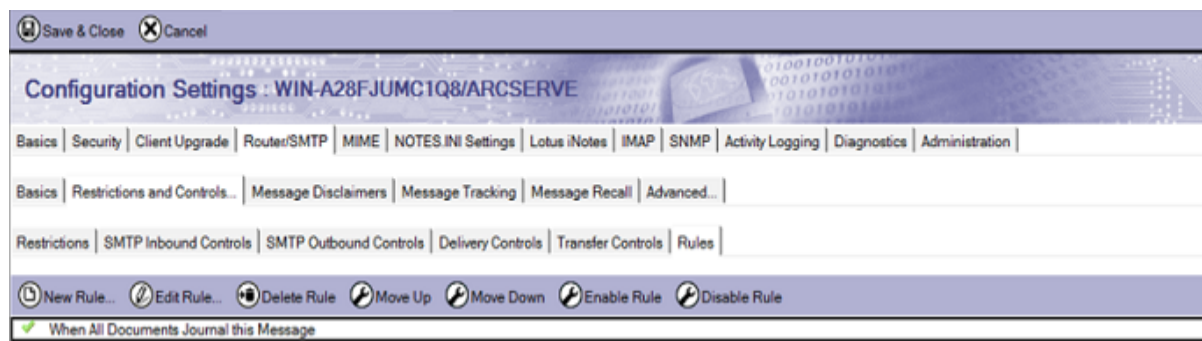 Save & Close Cancel
Configuration Settings : WIN-A28FJUMC1Q8/ARCSERVE
Basics | Security | Client Upgrade | Router/SMTP | MIME | NOTES.INI Settings | Lotus iNotes | IMAP | SNMP | Activity Logging | Diagnostics | Administration |
Basics | Restrictions and Controls... | Message Disclaimers | Message Tracking | Message Recall | Advanced... |
Restrictions | SMTP Inbound Controls | SMTP Outbound Controls | Delivery Controls | Transfer Controls | Rules |
New Rule... Edit Rule... Delete Rule Move Up Move Down Enable Rule Disable Rule
When All Documents Journal this Message